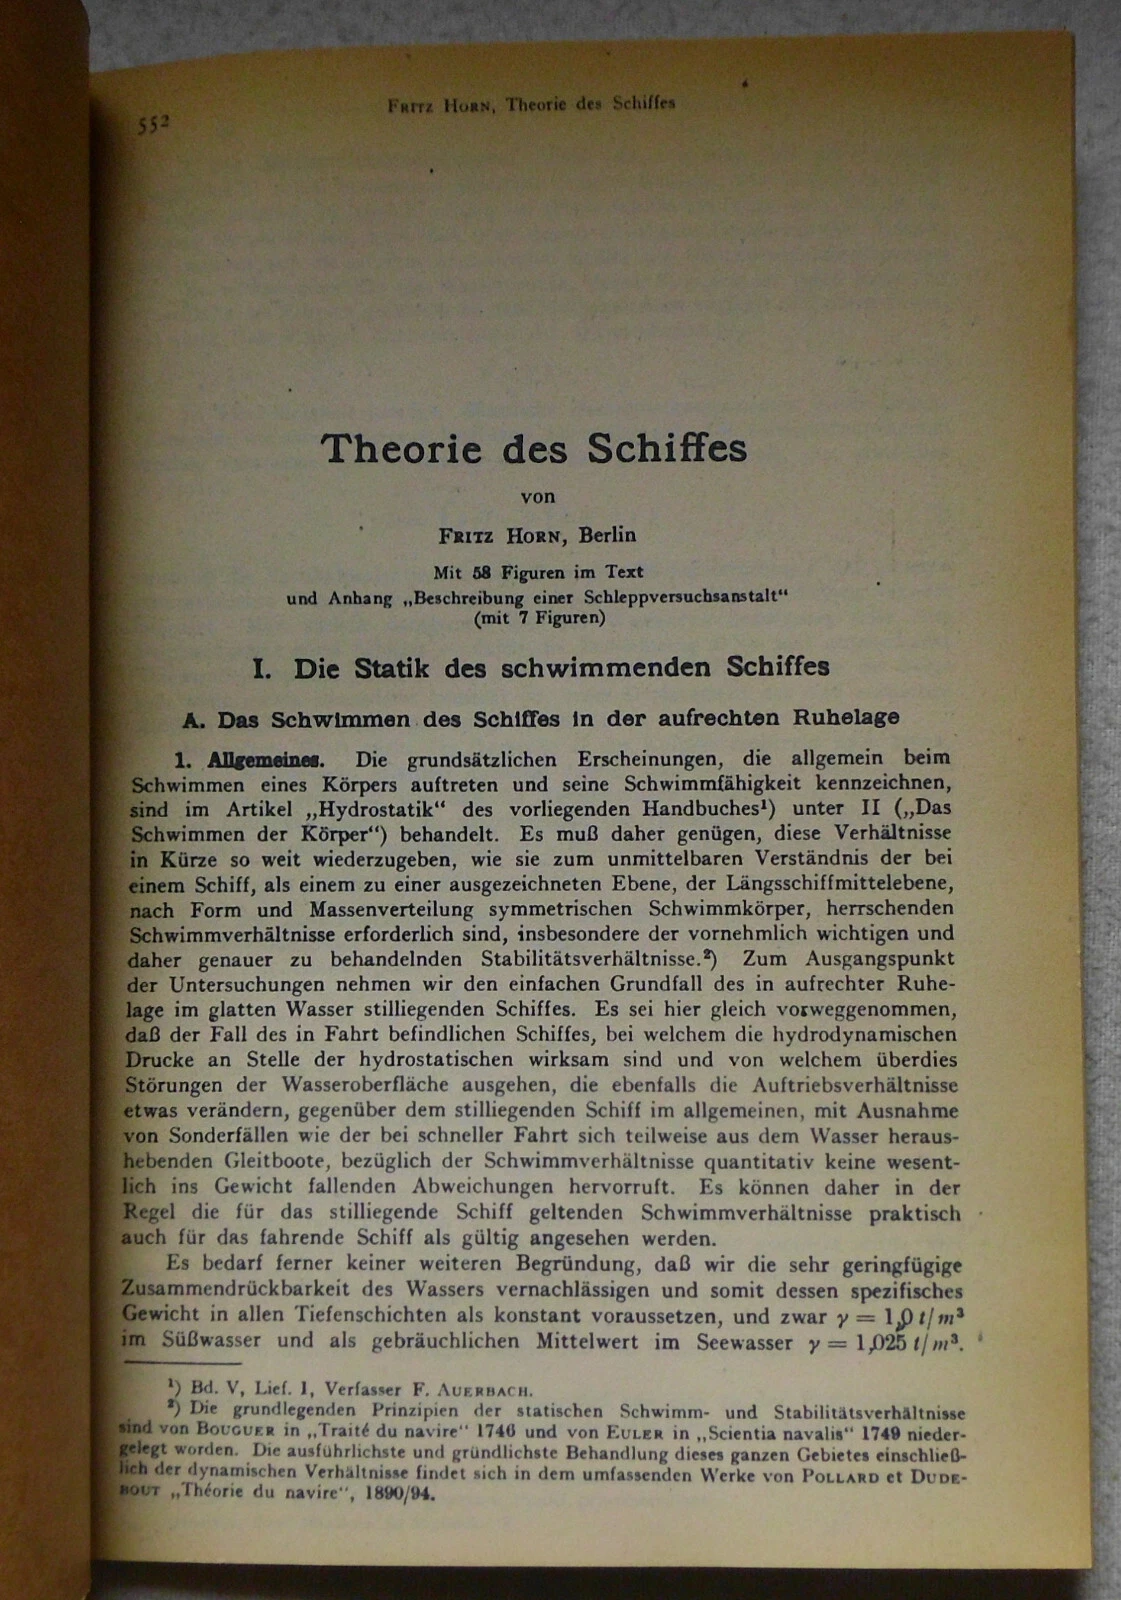 552
FRITZ HORN, Theorie des Schiffes
Theorie des Schiffes
von
FRITZ HORN, Berlin
Mit 58 Figuren im Text
und Anhang „Beschreibung einer Schleppversuchsanstalt“
(mit 7 Figuren)
I. Die Statik des schwimmenden Schiffes
A. Das Schwimmen des Schiffes in der aufrechten Ruhelage
1. Allgemeines. Die grundsätzlichen Erscheinungen, die allgemein beim
Schwimmen eines Körpers auftreten und seine Schwimmfähigkeit kennzeichnen,
sind im Artikel „Hydrostatik“ des vorliegenden Handbuches¹) unter II („Das
Schwimmen der Körper“) behandelt. Es muß daher genügen, diese Verhältnisse
in Kürze so weit wiederzugeben, wie sie zum unmittelbaren Verständnis der bei
einem Schiff, als einem zu einer ausgezeichneten Ebene, der Längsschiffmittelebene,
nach Form und Massenverteilung symmetrischen Schwimmkörper, herrschenden
Schwimmverhältnisse erforderlich sind, insbesondere der vornehmlich wichtigen und
daher genauer zu behandelnden Stabilitätsverhältnisse.²) Zum Ausgangspunkt
der Untersuchungen nehmen wir den einfachen Grundfall des in aufrechter Ruhe-
lage im glatten Wasser stilliegenden Schiffes. Es sei hier gleich vorweggenommen,
daß der Fall des in Fahrt befindlichen Schiffes, bei welchem die hydrodynamischen
Drucke an Stelle der hydrostatischen wirksam sind und von welchem überdies
Störungen der Wasseroberfläche ausgehen, die ebenfalls die Auftriebsverhältnisse
etwas verändern, gegenüber dem stilliegenden Schiff im allgemeinen, mit Ausnahme
von Sonderfällen wie der bei schneller Fahrt sich teilweise aus dem Wasser heraus-
hebenden Gleitboote, bezüglich der Schwimmverhältnisse quantitativ keine wesent-
lich ins Gewicht fallenden Abweichungen hervorruft. Es können daher in der
Regel die für das stilliegende Schiff geltenden Schwimmverhältnisse praktisch
auch für das fahrende Schiff als gültig angesehen werden.
Es bedarf ferner keiner weiteren Begründung, daß wir die sehr geringfügige
Zusammendrückbarkeit des Wassers vernachlässigen und somit dessen spezifisches
Gewicht in allen Tiefenschichten als konstant voraussetzen, und zwar γ = 1,0 t/m³
im Süßwasser und als gebräuchlichen Mittelwert im Seewasser γ = 1,025 t/m³.
¹) Bd. V, Lief. 1, Verfasser F. AUERBACH.
²) Die grundlegenden Prinzipien der statischen Schwimm- und Stabilitätsverhältnisse
sind von BOUGUER in „Traité du navire“ 1746 und von EULER in „Scientia navalis“ 1749 nieder-
gelegt worden. Die ausführlichste und gründlichste Behandlung dieses ganzen Gebietes einschließ-
lich der dynamischen Verhältnisse findet sich in dem umfassenden Werke von POLLARD et DUDE-
BOUT „Théorie du navire“, 1890/94.